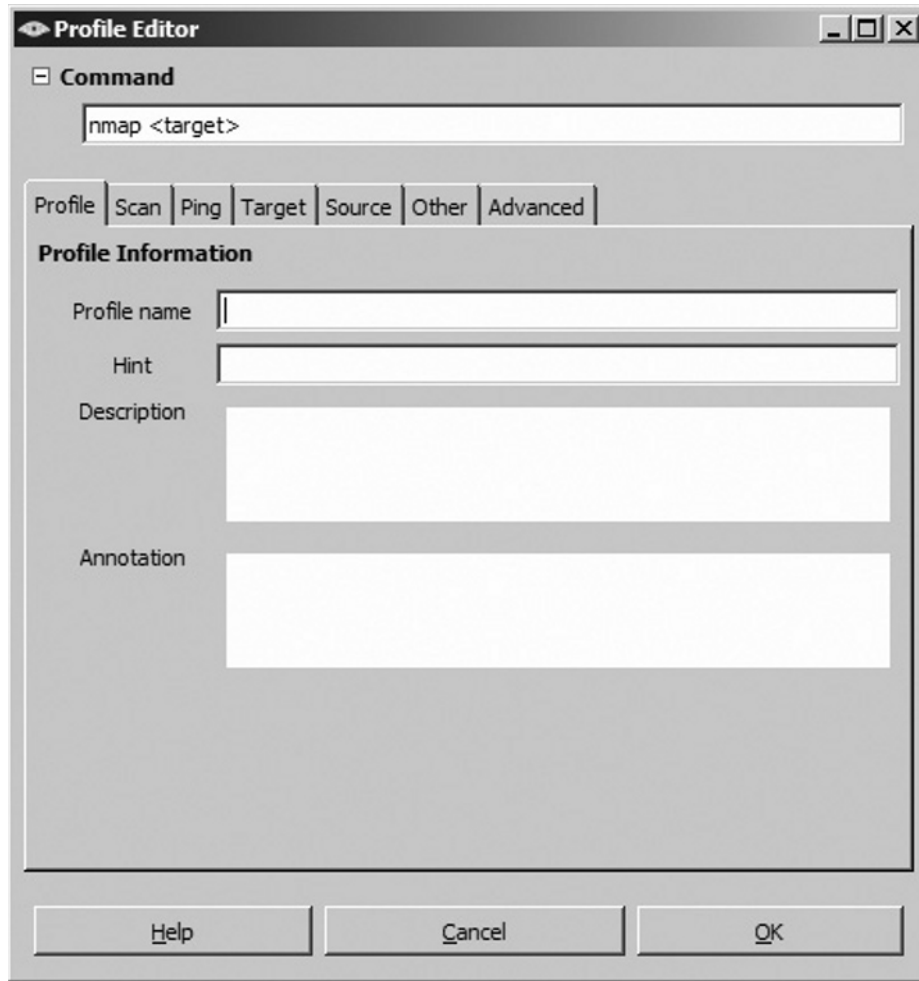 Profile Editor
Command
nmap <target>
Profile Scan Ping Target Source Other Advanced
Profile Information
Profile name
Hint
Description
Annotation
Help Cancel OK